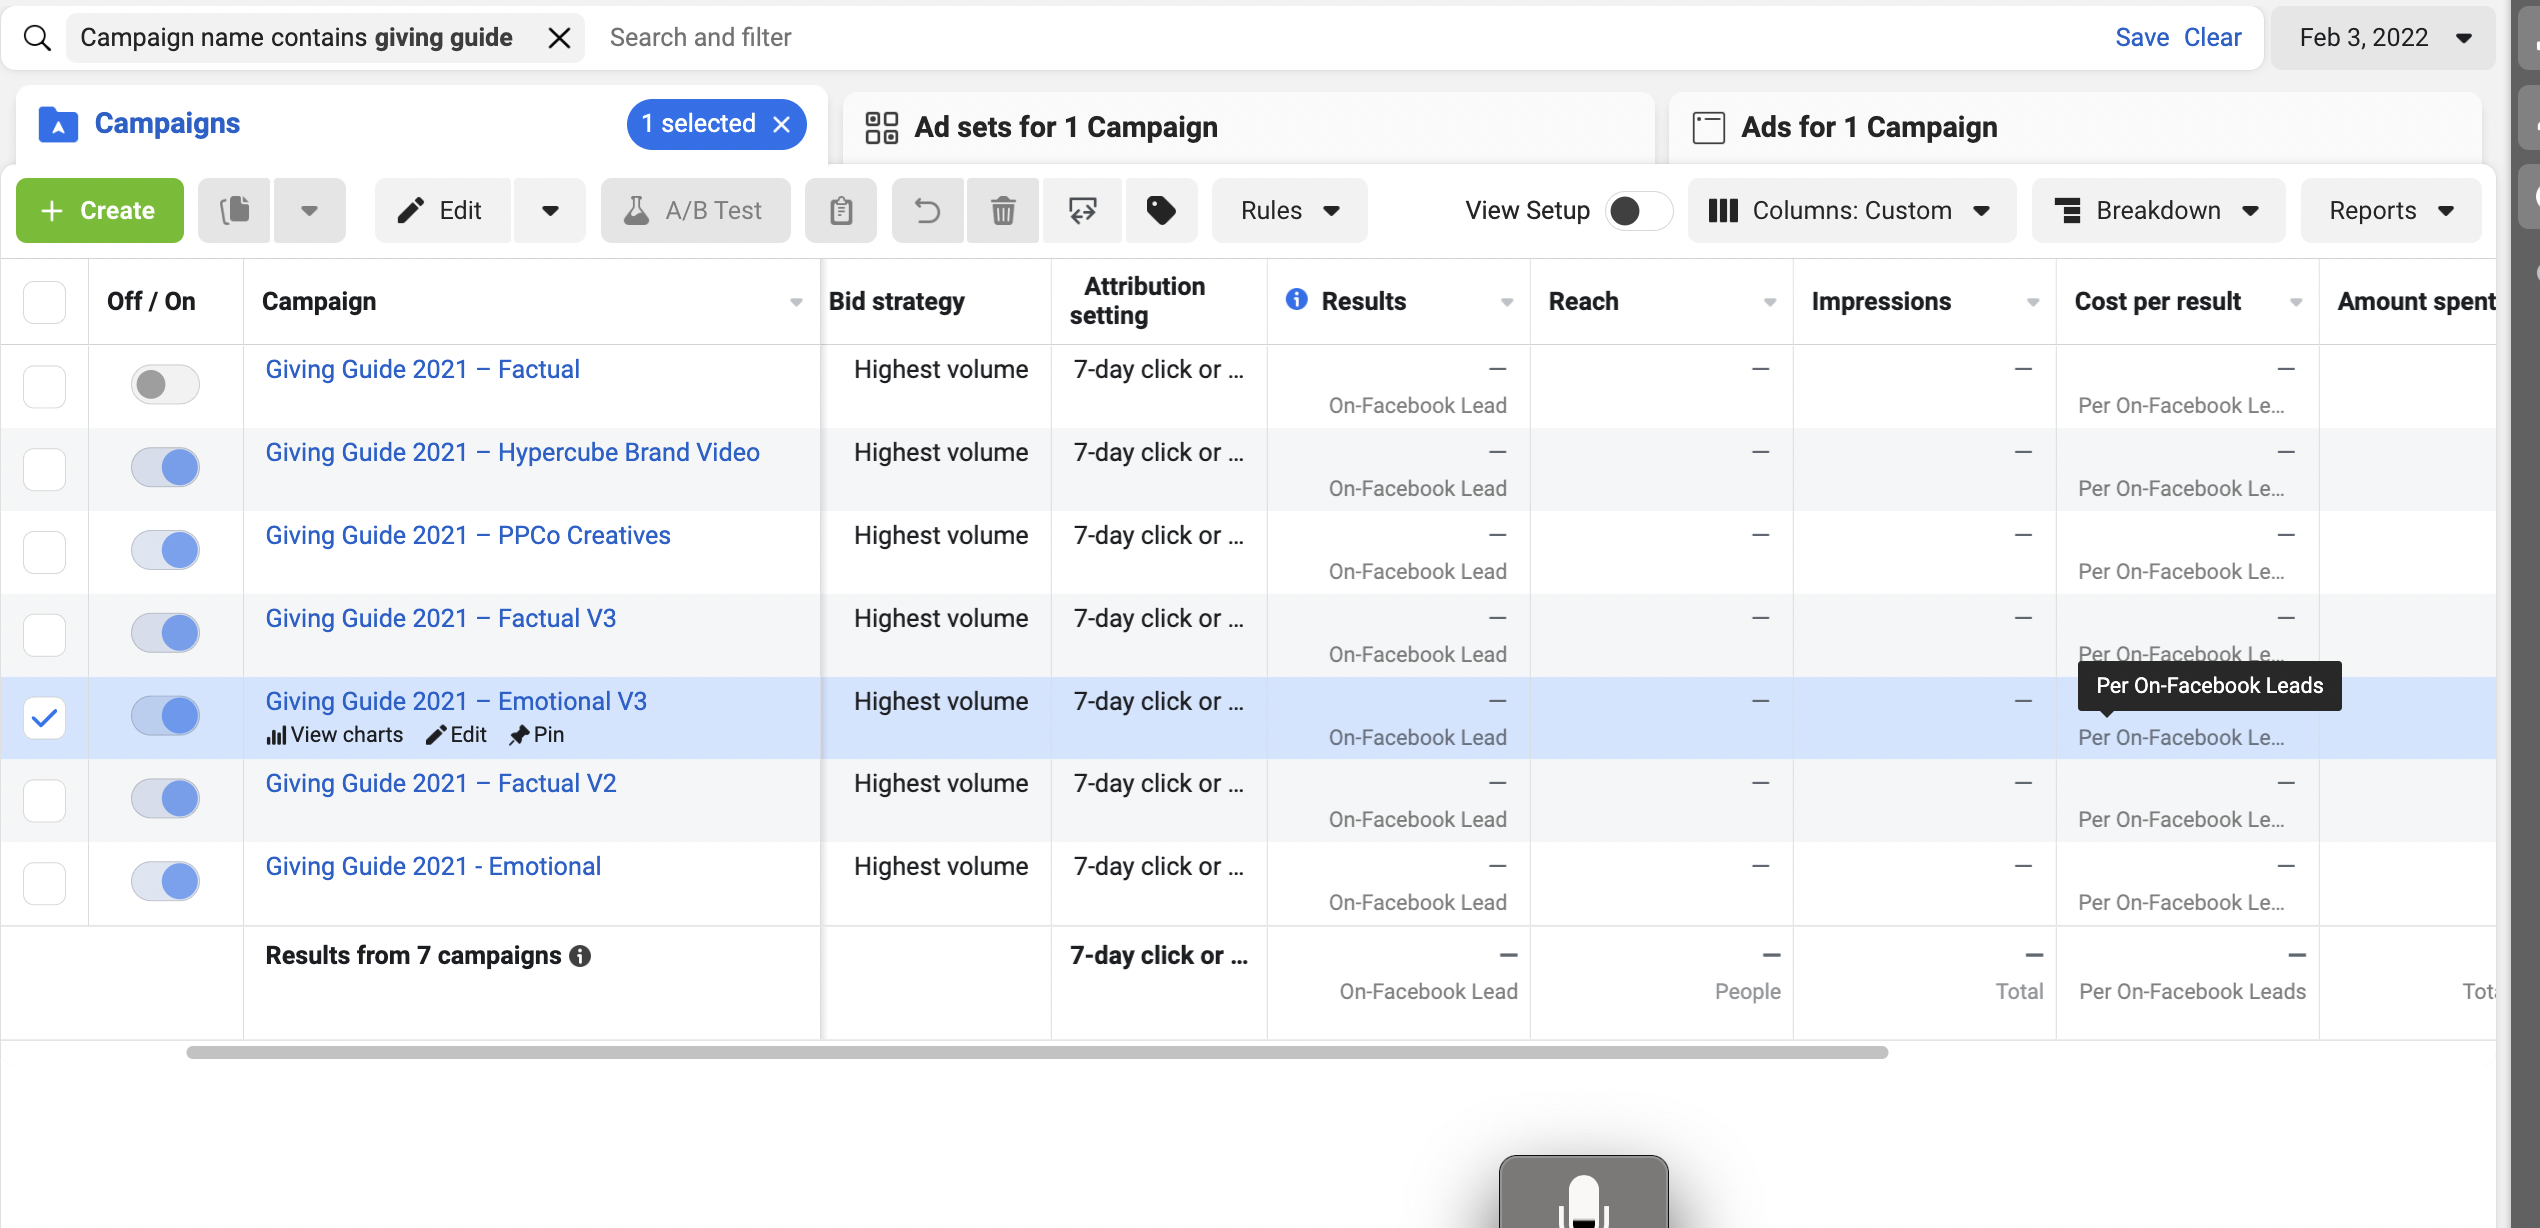 Campaign name contains giving guide Search and filter Save Clear Feb 3, 2022
Campaigns 1 selected Ad sets for 1 Campaign Ads for 1 Campaign
Create Edit A/B Test Rules View Setup Columns: Custom Breakdown Reports
Off / On Campaign Bid strategy Attribution setting Results Reach Impressions Cost per result Amount spent
Giving Guide 2021 – Factual Highest volume 7-day click or ... — — — —
On-Facebook Lead Per On-Facebook Le...
Giving Guide 2021 – Hypercube Brand Video Highest volume 7-day click or ... — — — —
On-Facebook Lead Per On-Facebook Le...
Giving Guide 2021 – PPCo Creatives Highest volume 7-day click or ... — — — —
On-Facebook Lead Per On-Facebook Le...
Giving Guide 2021 – Factual V3 Highest volume 7-day click or ... — — — —
On-Facebook Lead Per On-Facebook Le...
Per On-Facebook Leads
Giving Guide 2021 – Emotional V3 Highest volume 7-day click or ... — — — —
View charts Edit Pin On-Facebook Lead Per On-Facebook Le...
Giving Guide 2021 – Factual V2 Highest volume 7-day click or ... — — — —
On-Facebook Lead Per On-Facebook Le...
Giving Guide 2021 - Emotional Highest volume 7-day click or ... — — — —
On-Facebook Lead Per On-Facebook Le...
Results from 7 campaigns 7-day click or ... — — — —
On-Facebook Lead People Total Per On-Facebook Leads